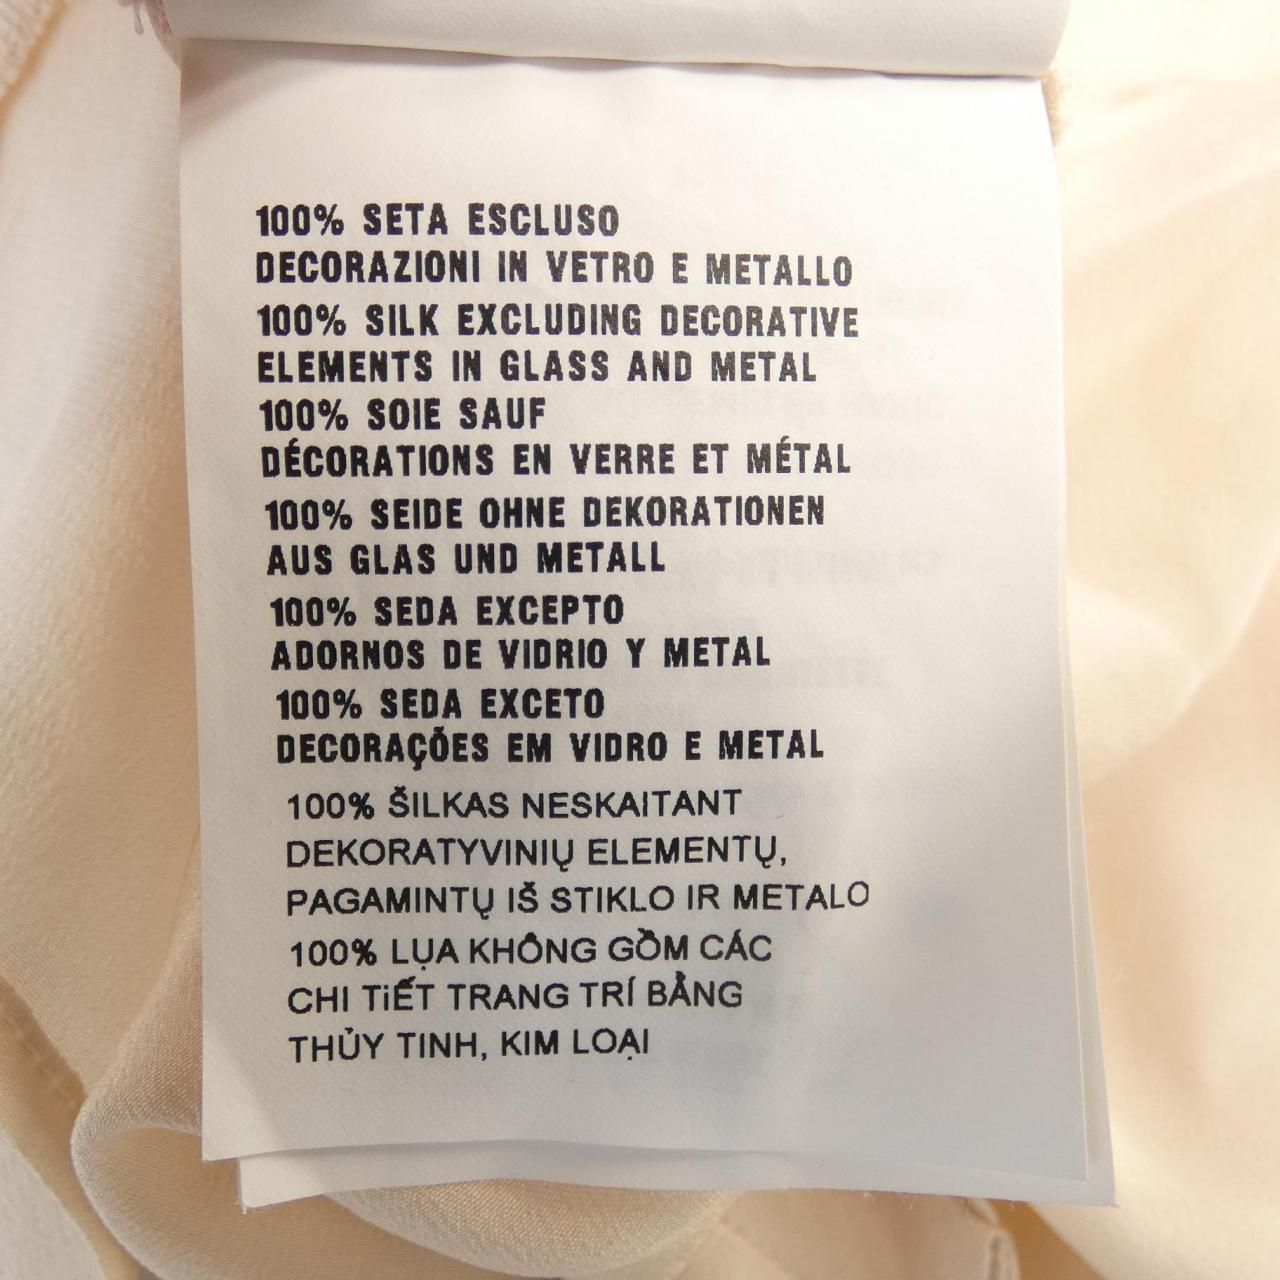 100% SETA ESCLUSO
DECORAZIONI IN VETRO E METALLO
100% SILK EXCLUDING DECORATIVE
ELEMENTS IN GLASS AND METAL
100% SOIE SAUF
DÉCORATIONS EN VERRE ET MÉTAL
100% SEIDE OHNE DEKORATIONEN
AUS GLAS UND METALL
100% SEDA EXCEPTO
ADORNOS DE VIDRIO Y METAL
100% SEDA EXCETO
DECORAÇÕES EM VIDRO E METAL
100% ŠILKAS NESKAITANT
DEKORATYVINIŲ ELEMENTŲ,
PAGAMINTŲ IŠ STIKLO IR METALO
100% LỤA KHÔNG GỒM CÁC
CHI TiẾT TRANG TRÍ BẰNG
THỦY TINH, KIM LOẠI